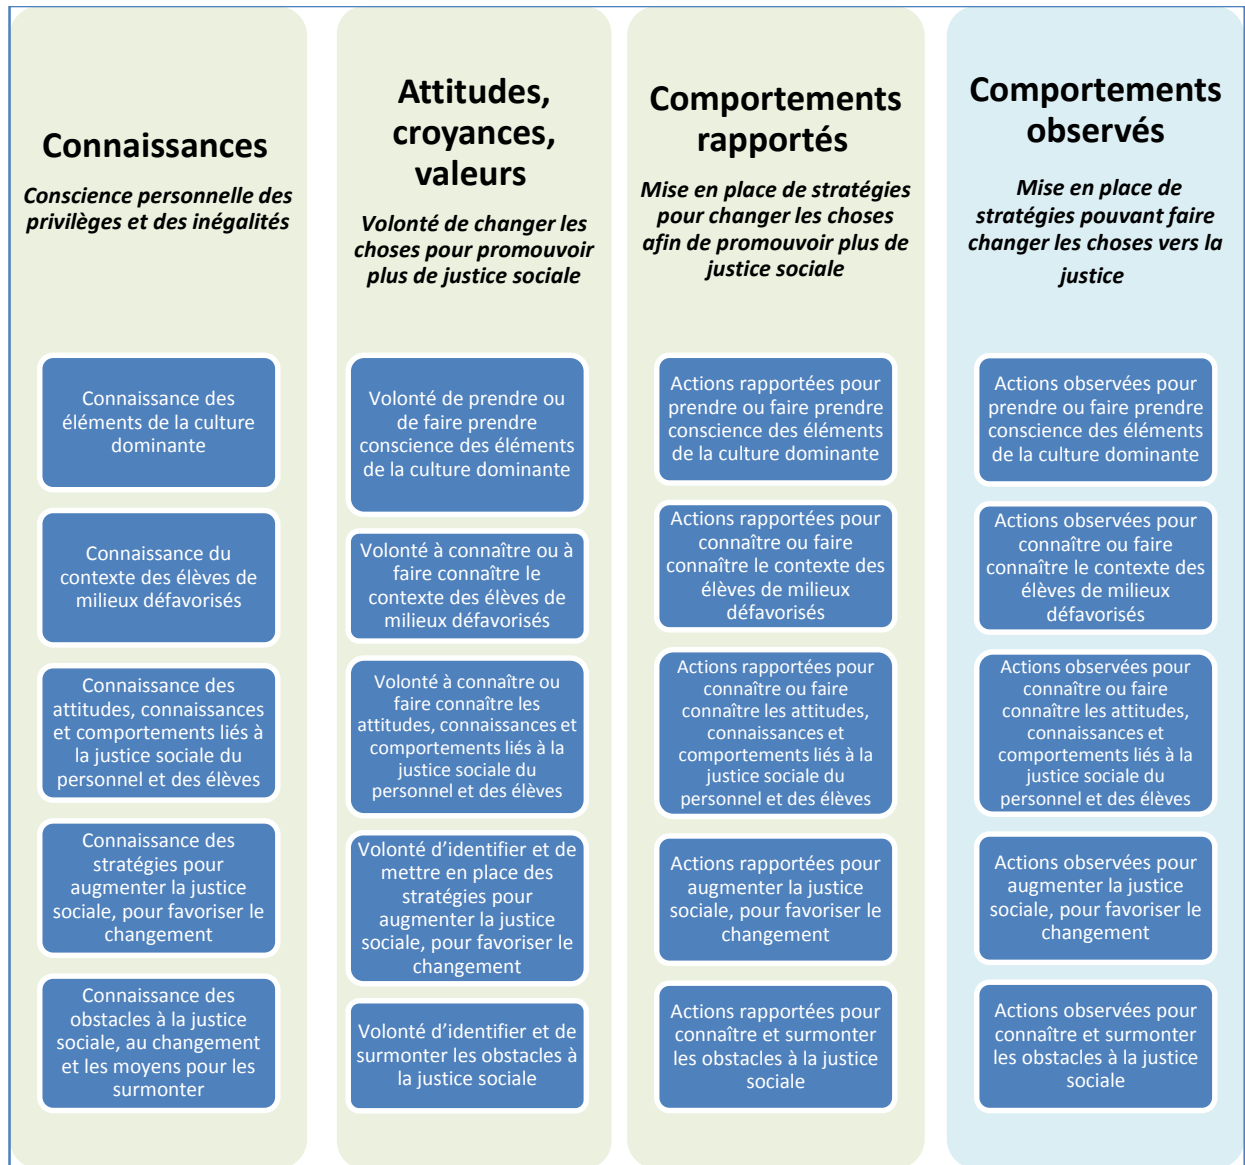 Connaissances
Conscience personnelle des
privilèges et des inégalités
Connaissance des
éléments de la culture
dominante
Connaissance du
contexte des élèves de
milieux défavorisés
Connaissance des
attitudes, connaissances
et comportements liés à
la justice sociale du
personnel et des élèves
Connaissance des
stratégies pour
augmenter la justice
sociale, pour favoriser le
changement
Connaissance des
obstacles à la justice
sociale, au changement
et les moyens pour les
surmonter
Attitudes,
croyances,
valeurs
Volonté de changer les
choses pour promouvoir
plus de justice sociale
Volonté de prendre ou
de faire prendre
conscience des éléments
de la culture dominante
Volonté à connaître ou à
faire connaître le
contexte des élèves de
milieux défavorisés
Volonté à connaître ou
faire connaître les
attitudes, connaissances et
comportements liés à la
justice sociale du
personnel et des élèves
Volonté d’identifier et de
mettre en place des
stratégies pour
augmenter la justice
sociale, pour favoriser le
changement
Volonté d’identifier et de
surmonter les obstacles à
la justice sociale
Comportements
rapportés
Mise en place de stratégies
pour changer les choses
afin de promouvoir plus de
justice sociale
Actions rapportées pour
prendre ou faire prendre
conscience des éléments
de la culture dominante
Actions rapportées pour
connaître ou faire
connaître le contexte des
élèves de milieux
défavorisés
Actions rapportées pour
connaître ou faire
connaître les attitudes,
connaissances et
comportements liés à la
justice sociale du
personnel et des élèves
Actions rapportées pour
augmenter la justice
sociale, pour favoriser le
changement
Actions rapportées pour
connaître et surmonter
les obstacles à la justice
sociale
Comportements
observés
Mise en place de
stratégies pouvant faire
changer les choses vers la
justice
Actions observées pour
prendre ou faire prendre
conscience des éléments
de la culture dominante
Actions observées pour
connaître ou faire
connaître le contexte des
élèves de milieux
défavorisés
Actions observées pour
connaître ou faire
connaître les attitudes,
connaissances et
comportements liés à la
justice sociale du
personnel et des élèves
Actions observées pour
augmenter la justice
sociale, pour favoriser le
changement
Actions observées pour
connaître et surmonter
les obstacles à la justice
sociale